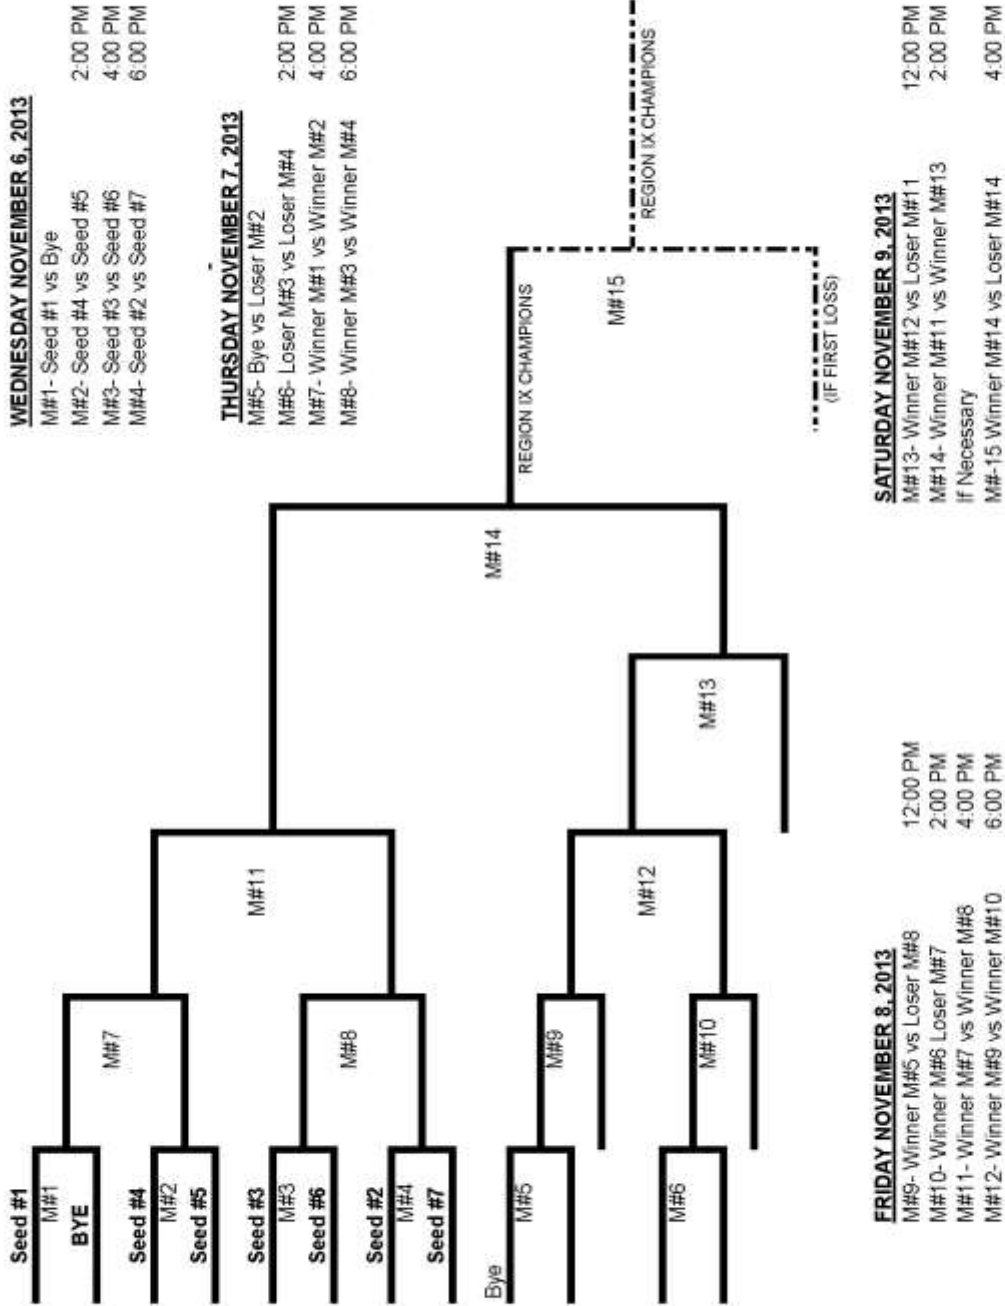 WEDNESDAY NOVEMBER 6, 2013
M#1- Seed #1 vs Bye
M#2- Seed #4 vs Seed #5 2:00 PM
M#3- Seed #3 vs Seed #6 4:00 PM
M#4- Seed #2 vs Seed #7 6:00 PM
THURSDAY NOVEMBER 7, 2013
M#5- Bye vs Loser M#2
M#6- Loser M#3 vs Loser M#4 2:00 PM
M#7- Winner M#1 vs Winner M#2 4:00 PM
M#8- Winner M#3 vs Winner M#4 6:00 PM
Seed #1
M#1
BYE
Seed #4
M#2
Seed #5
Seed #3
M#3
Seed #6
Seed #2
M#4
Seed #7
Bye
M#5
M#6
M#7
M#8
M#9
M#10
M#11
M#12
M#13
M#14
REGION IX CHAMPIONS
M#15
REGION IX CHAMPIONS
(IF FIRST LOSS)
FRIDAY NOVEMBER 8, 2013
M#9- Winner M#5 vs Loser M#8 12:00 PM
M#10- Winner M#6 Loser M#7 2:00 PM
M#11- Winner M#7 vs Winner M#8 4:00 PM
M#12- Winner M#9 vs Winner M#10 6:00 PM
SATURDAY NOVEMBER 9, 2013
M#13- Winner M#12 vs Loser M#11 12:00 PM
M#14- Winner M#11 vs Winner M#13 2:00 PM
If Necessary
M#-15 Winner M#14 vs Loser M#14 4:00 PM